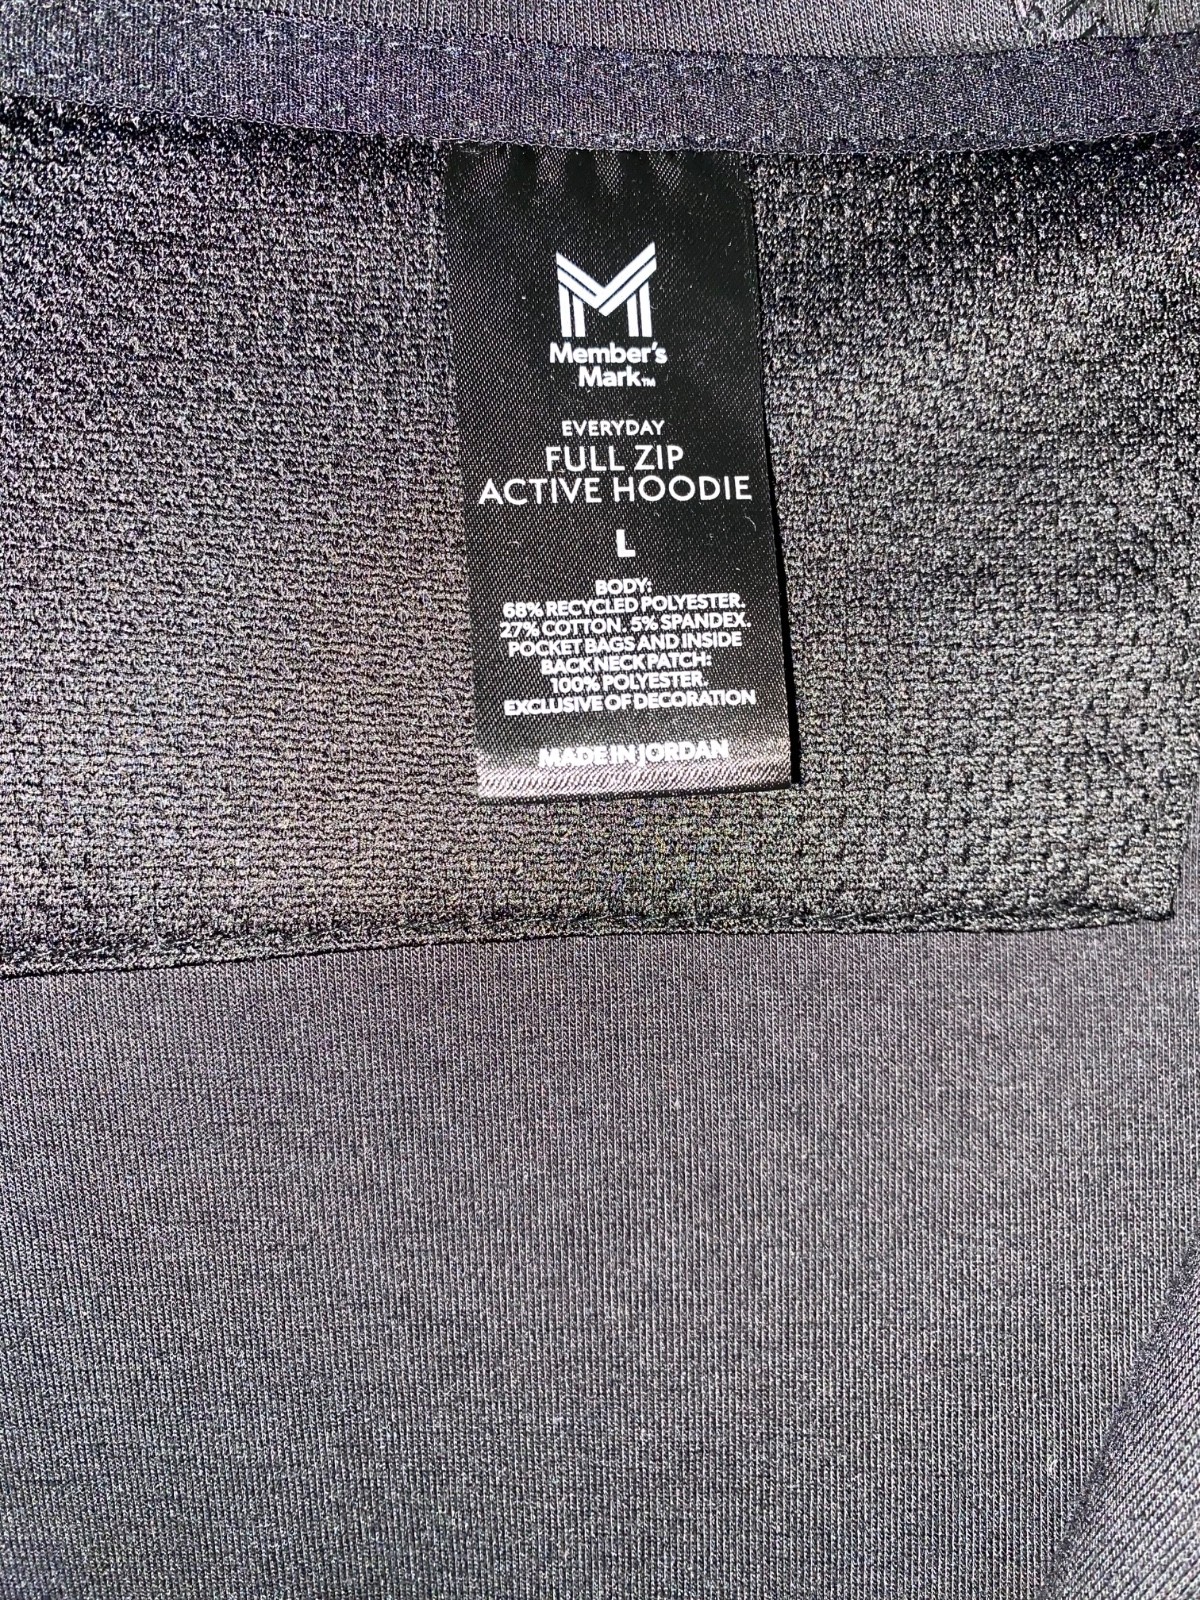 Member's
Mark™
EVERYDAY
FULL ZIP
ACTIVE HOODIE
L
BODY:
68% RECYCLED POLYESTER.
27% COTTON. 5% SPANDEX.
POCKET BAGS AND INSIDE
BACK NECK PATCH:
100% POLYESTER.
EXCLUSIVE OF DECORATION
MADE IN JORDAN